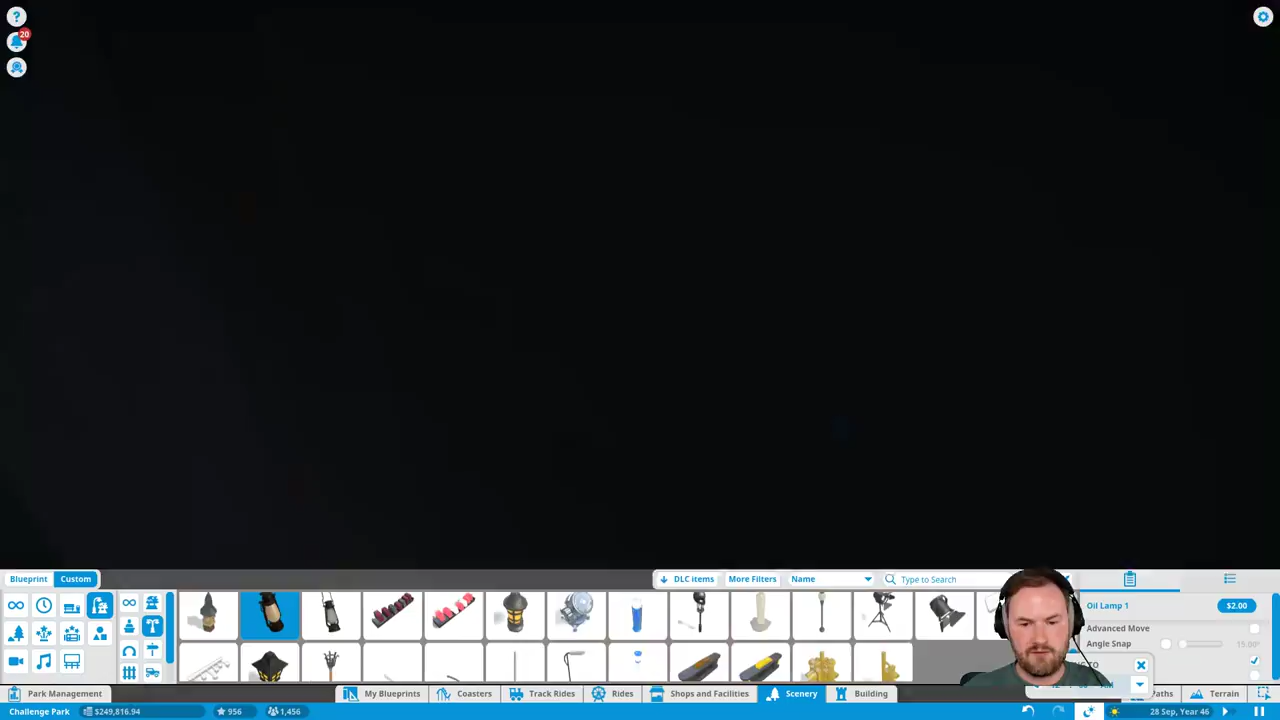 ?
20
Blueprint
Custom
DLC items
More Filters
Name
Type to Search
Oil Lamp 1
$2.00
Advanced Move
Angle Snap
15.00°
Park Management
My Blueprints
Coasters
Track Rides
Rides
Shops and Facilities
Scenery
Building
Paths
Terrain
Challenge Park
$249,816.94
956
1,456
28 Sep, Year 46